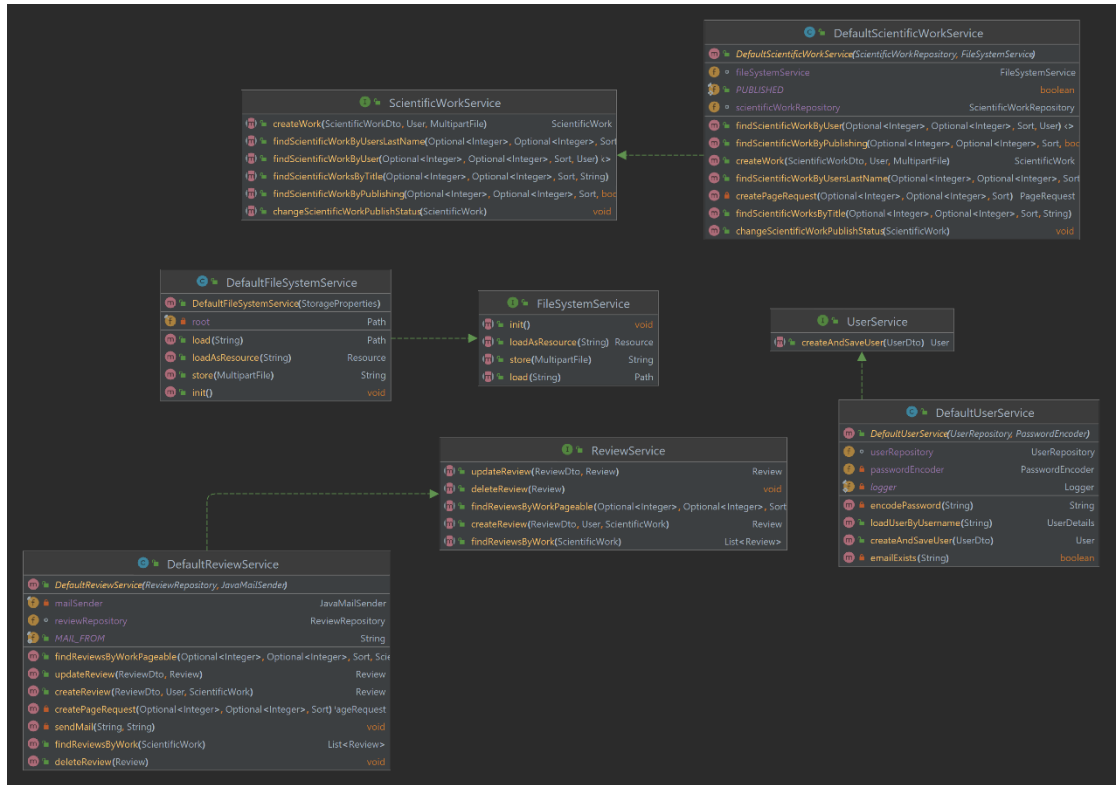 DefaultScientificWorkService
DefaultScientificWorkService(ScientificWorkRepository, FileSystemService)
fileSystemService FileSystemService
PUBLISHED boolean
scientificWorkRepository ScientificWorkRepository
findScientificWorkByUser(Optional<Integer>, Optional<Integer>, Sort, User) <>
findScientificWorkByPublishing(Optional<Integer>, Optional<Integer>, Sort, boo
createWork(ScientificWorkDto, User, MultipartFile) ScientificWork
findScientificWorkByUsersLastName(Optional<Integer>, Optional<Integer>, Sort
createPageRequest(Optional<Integer>, Optional<Integer>, Sort) PageRequest
findScientificWorksByTitle(Optional<Integer>, Optional<Integer>, Sort, String)
changeScientificWorkPublishStatus(ScientificWork) void
ScientificWorkService
createWork(ScientificWorkDto, User, MultipartFile) ScientificWork
findScientificWorkByUsersLastName(Optional<Integer>, Optional<Integer>, Sort
findScientificWorkByUser(Optional<Integer>, Optional<Integer>, Sort, User) <>
findScientificWorksByTitle(Optional<Integer>, Optional<Integer>, Sort, String)
findScientificWorkByPublishing(Optional<Integer>, Optional<Integer>, Sort, boo
changeScientificWorkPublishStatus(ScientificWork) void
DefaultFileSystemService
DefaultFileSystemService(StorageProperties)
root Path
load(String) Path
loadAsResource(String) Resource
store(MultipartFile) String
init() void
FileSystemService
init() void
loadAsResource(String) Resource
store(MultipartFile) String
load(String) Path
UserService
createAndSaveUser(UserDto) User
DefaultUserService
DefaultUserService(UserRepository, PasswordEncoder)
userRepository UserRepository
passwordEncoder PasswordEncoder
logger Logger
encodePassword(String) String
loadUserByUsername(String) UserDetails
createAndSaveUser(UserDto) User
emailExists(String) boolean
ReviewService
updateReview(ReviewDto, Review) Review
deleteReview(Review) void
findReviewsByWorkPageable(Optional<Integer>, Optional<Integer>, Sort
createReview(ReviewDto, User, ScientificWork) Review
findReviewsByWork(ScientificWork) List<Review>
DefaultReviewService
DefaultReviewService(ReviewRepository, JavaMailSender)
mailSender JavaMailSender
reviewRepository ReviewRepository
MAIL_FROM String
findReviewsByWorkPageable(Optional<Integer>, Optional<Integer>, Sort, Scie
updateReview(ReviewDto, Review) Review
createReview(ReviewDto, User, ScientificWork) Review
createPageRequest(Optional<Integer>, Optional<Integer>, Sort) ageRequest
sendMail(String, String) void
findReviewsByWork(ScientificWork) List<Review>
deleteReview(Review) void